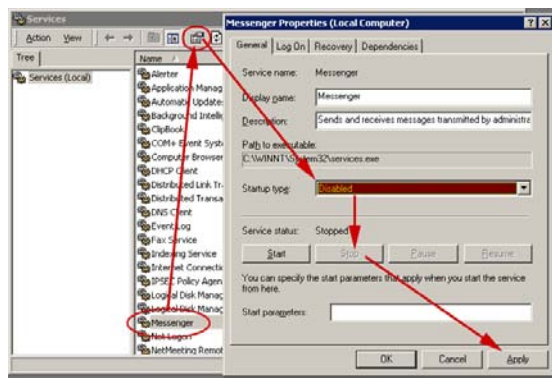 Services
Action View
Tree
Services (Local)
Name
Alerter
Application Manag
Automatic Update
Background Intelli
ClipBook
COM+ Event Syst
Computer Browser
DHCP Client
Distributed Link Tr
Distributed Transa
DNS Client
Event Log
Fax Service
Indexing Service
Internet Connecti
IPSEC Policy Agen
Logical Disk Manag
Logical Disk Manag
Messenger
Net Logon
NetMeeting Remot
Messenger Properties (Local Computer)
General Log On Recovery Dependencies
Service name: Messenger
Display name: Messenger
Description: Sends and receives messages transmitted by administra
Path to executable:
C:\WINNT\System32\services.exe
Startup type: Disabled
Service status: Stopped
Start Stop Pause Resume
You can specify the start parameters that apply when you start the service
from here.
Start parameters:
OK Cancel Apply